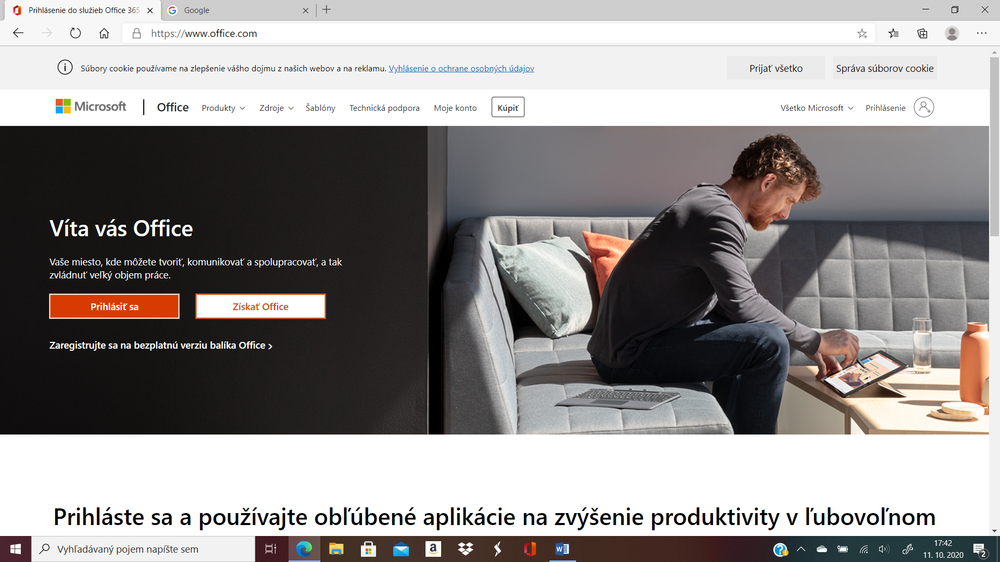 Prihlásenie do služieb Office 365
Google
https://www.office.com
Súbory cookie používame na zlepšenie vášho dojmu z našich webov a na reklamu. Vyhlásenie o ochrane osobných údajov
Prijať všetko
Správa súborov cookie
Microsoft
Office
Produkty
Zdroje
Šablóny
Technická podpora
Moje konto
Kúpiť
Všetko Microsoft
Prihlásenie
Víta vás Office
Vaše miesto, kde môžete tvoriť, komunikovať a spolupracovať, a tak
zvládnuť veľký objem práce.
Prihlásiť sa
Získať Office
Zaregistrujte sa na bezplatnú verziu balíka Office
Prihláste sa a používajte obľúbené aplikácie na zvýšenie produktivity v ľubovoľnom
Vyhľadávaný pojem napíšte sem
17:42
11. 10. 2020
2